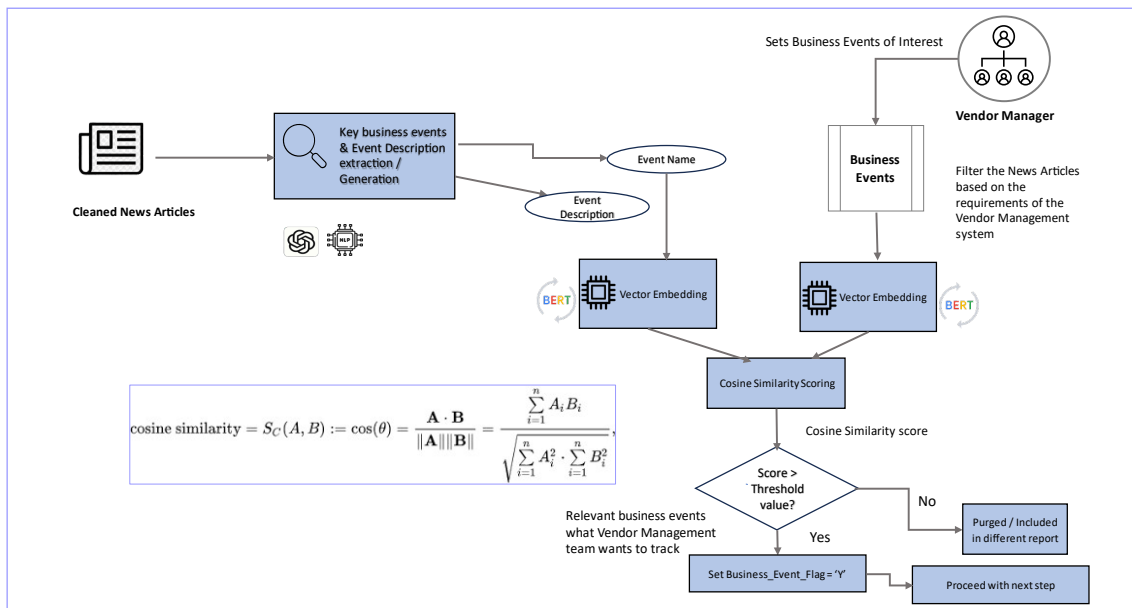 Sets Business Events of Interest
Vendor Manager
Key business events
& Event Description
extraction /
Generation
Event Name
Business
Events
Filter the News Articles
based on the
requirements of the
Vendor Management
system
Cleaned News Articles
Event
Description
NLP
BERT
Vector Embedding
Vector Embedding
BERT
Cosine Similarity Scoring
cosine similarity = S_C(A, B) := cos(θ) = A · B / ‖A‖‖B‖ = ∑_{i=1}^{n} A_i B_i / √(∑_{i=1}^{n} A_i^2 · ∑_{i=1}^{n} B_i^2),
Cosine Similarity score
Score >
Threshold
value?
No
Relevant business events
what Vendor Management
team wants to track
Yes
Purged / Included
in different report
Set Business_Event_Flag = ‘Y’
Proceed with next step